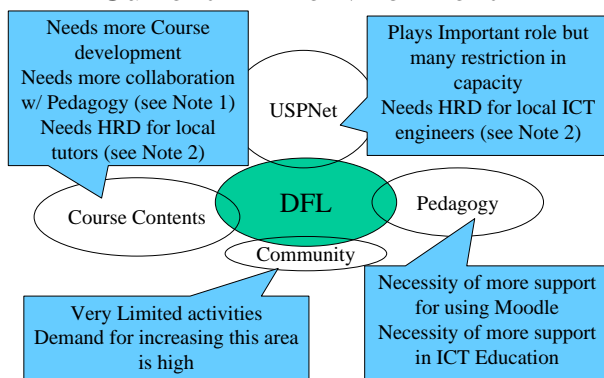 Needs more Course
development
Needs more collaboration
w/ Pedagogy (see Note 1)
Needs HRD for local
tutors (see Note 2)
Plays Important role but
many restriction in
capacity
Needs HRD for local ICT
engineers (see Note 2)
USPNet
DFL
Course Contents
Pedagogy
Community
Very Limited activities
Demand for increasing this area
is high
Necessity of more support
for using Moodle
Necessity of more support
in ICT Education